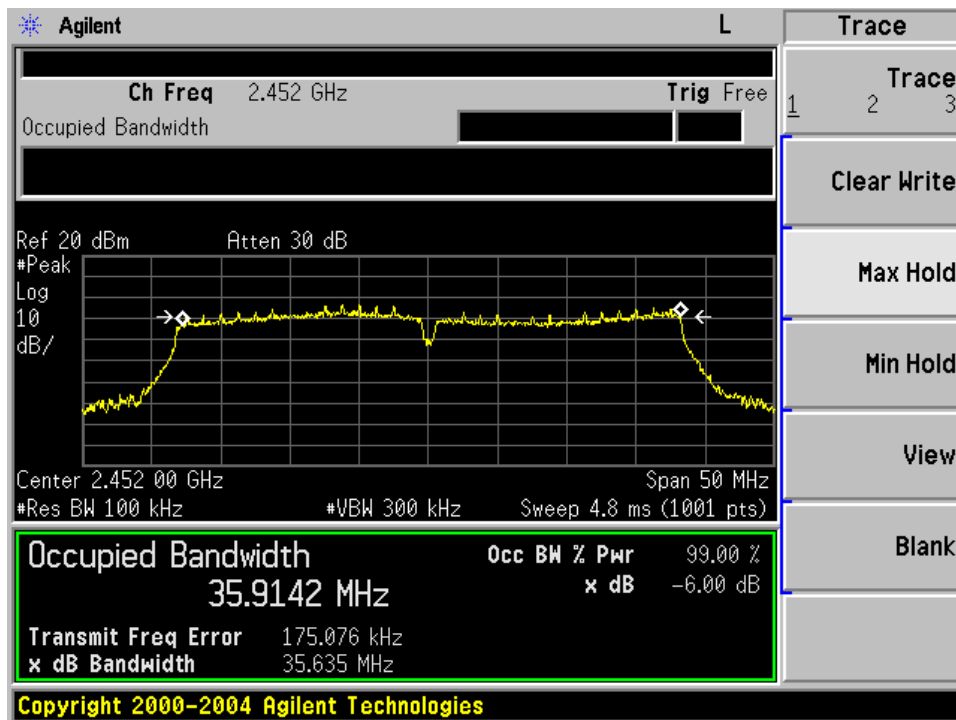 Agilent L Trace
Ch Freq 2.452 GHz Trig Free
Occupied Bandwidth
Trace
1 2 3
Clear Write
Max Hold
Min Hold
View
Blank
Ref 20 dBm Atten 30 dB
#Peak
Log
10
dB/
Center 2.452 00 GHz Span 50 MHz
#Res BW 100 kHz #VBW 300 kHz Sweep 4.8 ms (1001 pts)
Occupied Bandwidth Occ BW % Pwr 99.00 %
35.9142 MHz x dB -6.00 dB
Transmit Freq Error 175.076 kHz
x dB Bandwidth 35.635 MHz
Copyright 2000-2004 Agilent Technologies